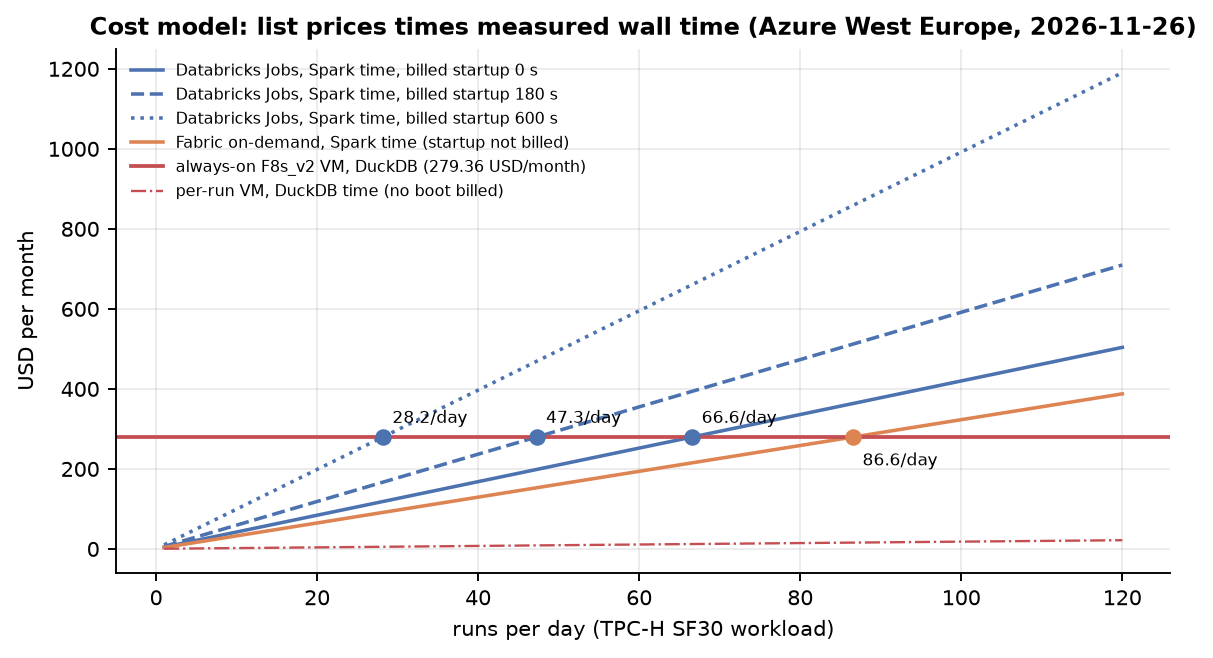 Cost model: list prices times measured wall time (Azure West Europe, 2026-11-26)
Databricks Jobs, Spark time, billed startup 0 s
Databricks Jobs, Spark time, billed startup 180 s
Databricks Jobs, Spark time, billed startup 600 s
Fabric on-demand, Spark time (startup not billed)
always-on F8s_v2 VM, DuckDB (279.36 USD/month)
per-run VM, DuckDB time (no boot billed)
USD per month
1200
1000
800
600
400
200
0
28.2/day
47.3/day
66.6/day
86.6/day
0 20 40 60 80 100 120
runs per day (TPC-H SF30 workload)